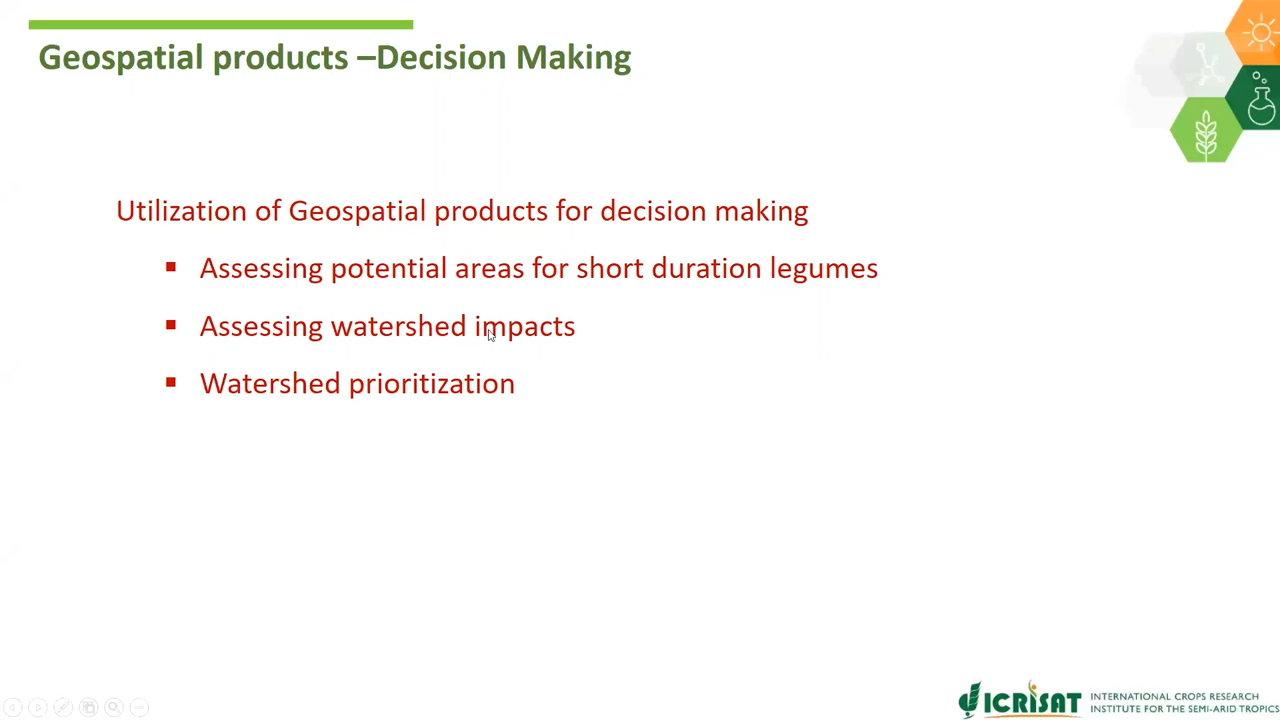 Geospatial products –Decision Making
Utilization of Geospatial products for decision making
▪ Assessing potential areas for short duration legumes
▪ Assessing watershed impacts
▪ Watershed prioritization
ICRISAT
INTERNATIONAL CROPS RESEARCH
INSTITUTE FOR THE SEMI-ARID TROPICS